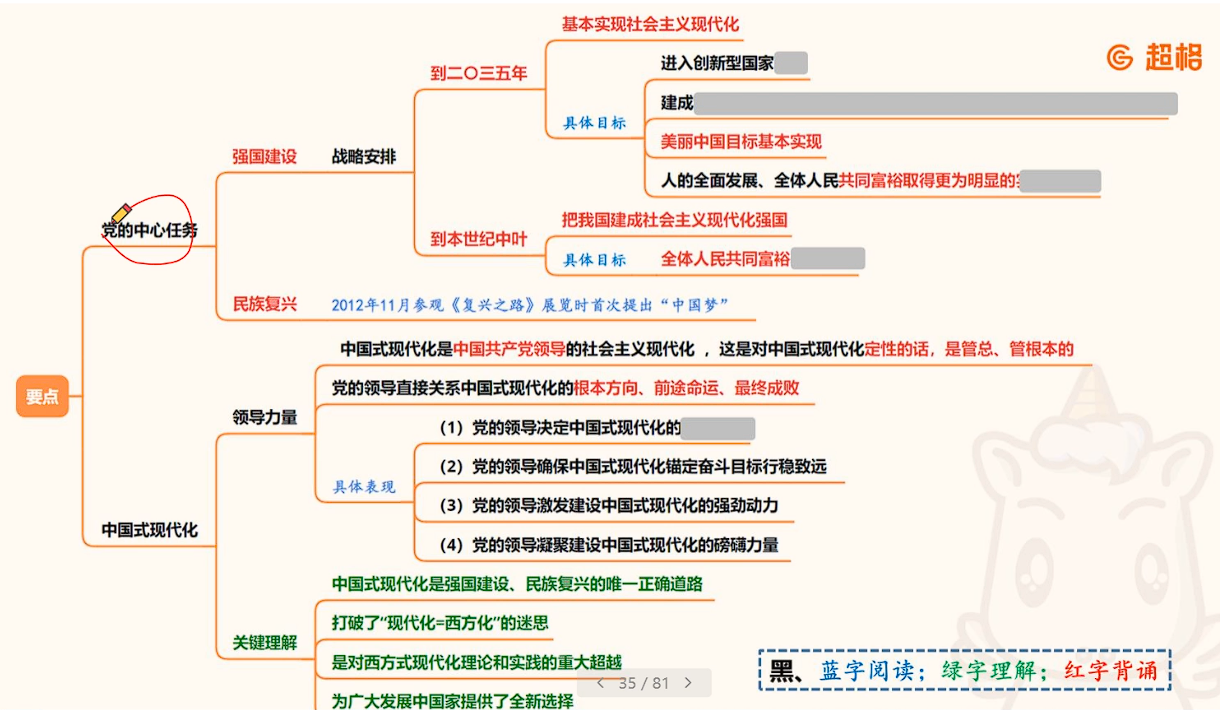 基本实现社会主义现代化
超格
进入创新型国家
到二〇三五年
建成
具体目标
美丽中国目标基本实现
强国建设
战略安排
人的全面发展、全体人民共同富裕取得更为明显的
党的中心任务
把我国建成社会主义现代化强国
到本世纪中叶
具体目标
全体人民共同富裕
民族复兴
2012年11月参观《复兴之路》展览时首次提出“中国梦”
中国式现代化是中国共产党领导的社会主义现代化 ，这是对中国式现代化定性的话，是管总、管根本的
党的领导直接关系中国式现代化的根本方向、前途命运、最终成败
要点
领导力量
（1）党的领导决定中国式现代化的
（2）党的领导确保中国式现代化锚定奋斗目标行稳致远
具体表现
（3）党的领导激发建设中国式现代化的强劲动力
中国式现代化
（4）党的领导凝聚建设中国式现代化的磅礴力量
中国式现代化是强国建设、民族复兴的唯一正确道路
打破了“现代化=西方化”的迷思
关键理解
是对西方式现代化理论和实践的重大超越
黑、蓝字阅读；绿字理解；红字背诵
35 / 81
为广大发展中国家提供了全新选择